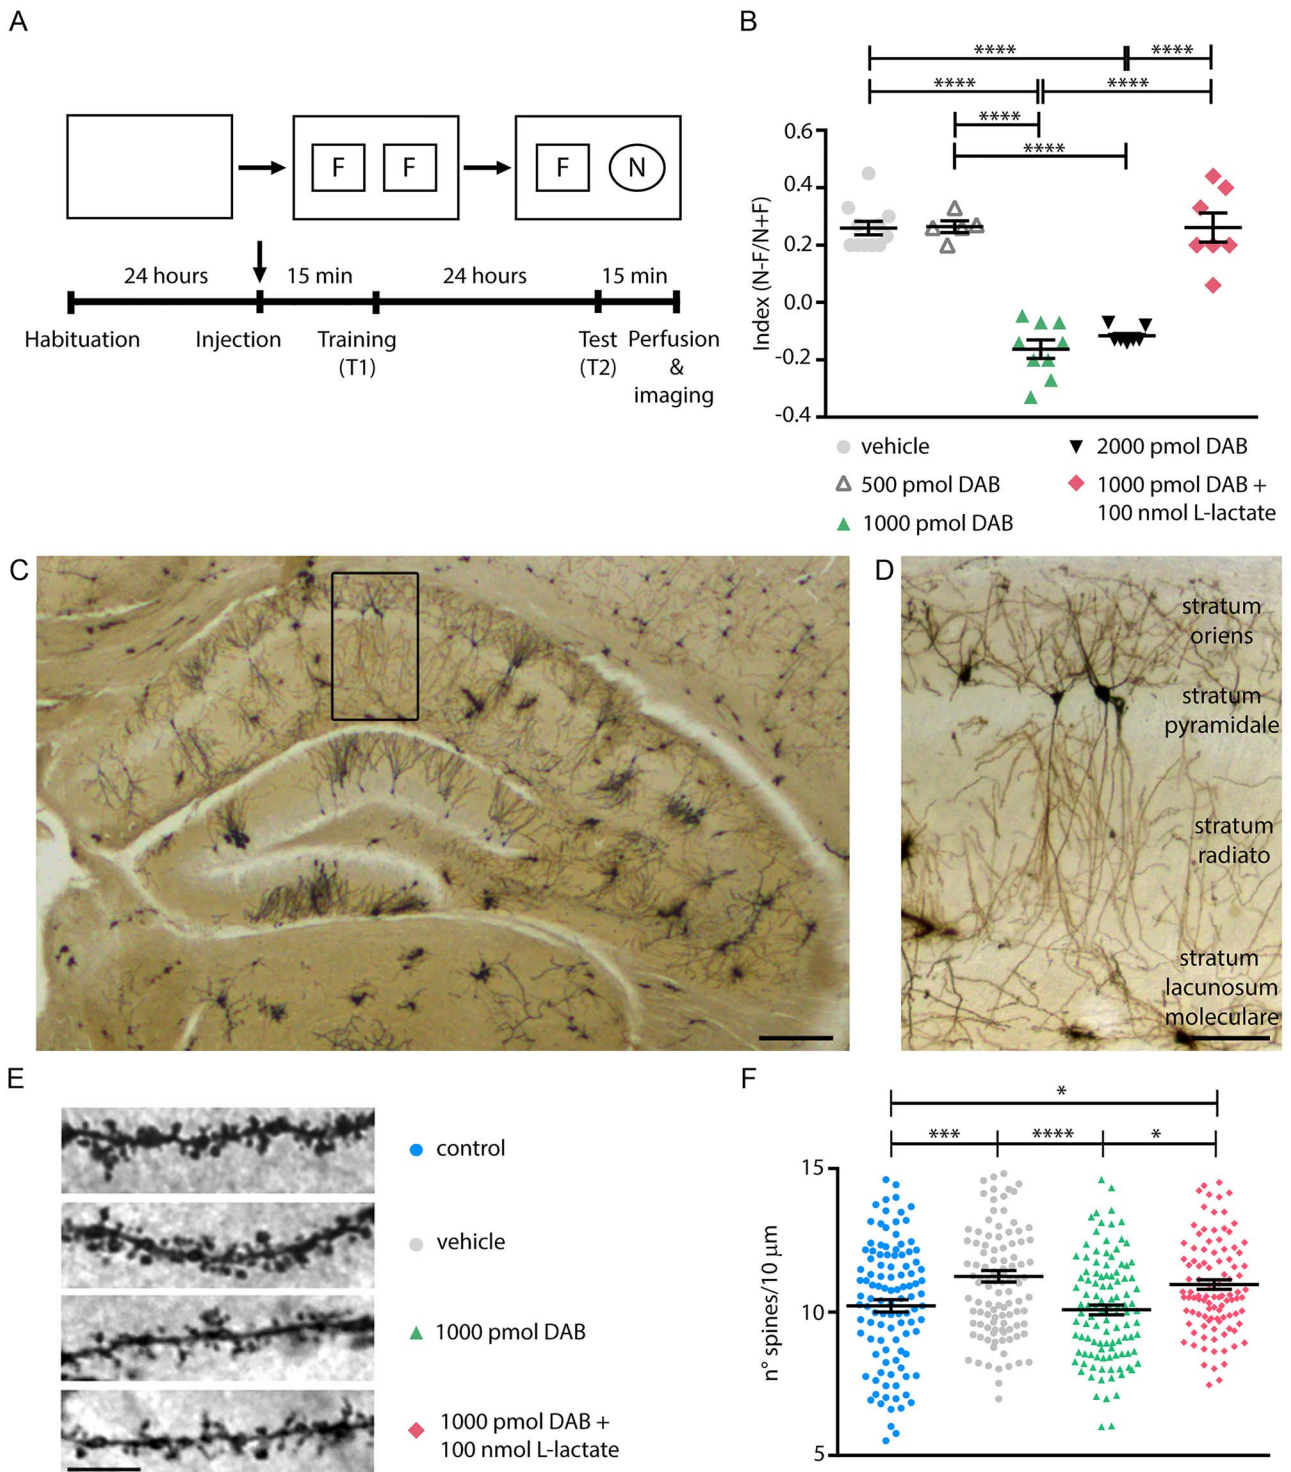 A
F
F
F
N
24 hours
15 min
24 hours
15 min
Habituation
Injection
Training
(T1)
Test
(T2)
Perfusion
&
imaging
B
**** ****
**** ****
****
****
Index (N-F/N+F)
0.6
0.4
0.2
0.0
-0.2
-0.4
vehicle
500 pmol DAB
1000 pmol DAB
2000 pmol DAB
1000 pmol DAB +
100 nmol L-lactate
C
D
stratum
oriens
stratum
pyramidale
stratum
radiato
stratum
lacunosum
moleculare
E
control
vehicle
1000 pmol DAB
1000 pmol DAB +
100 nmol L-lactate
F
*
*** **** *
n° spines/10 µm
15
10
5